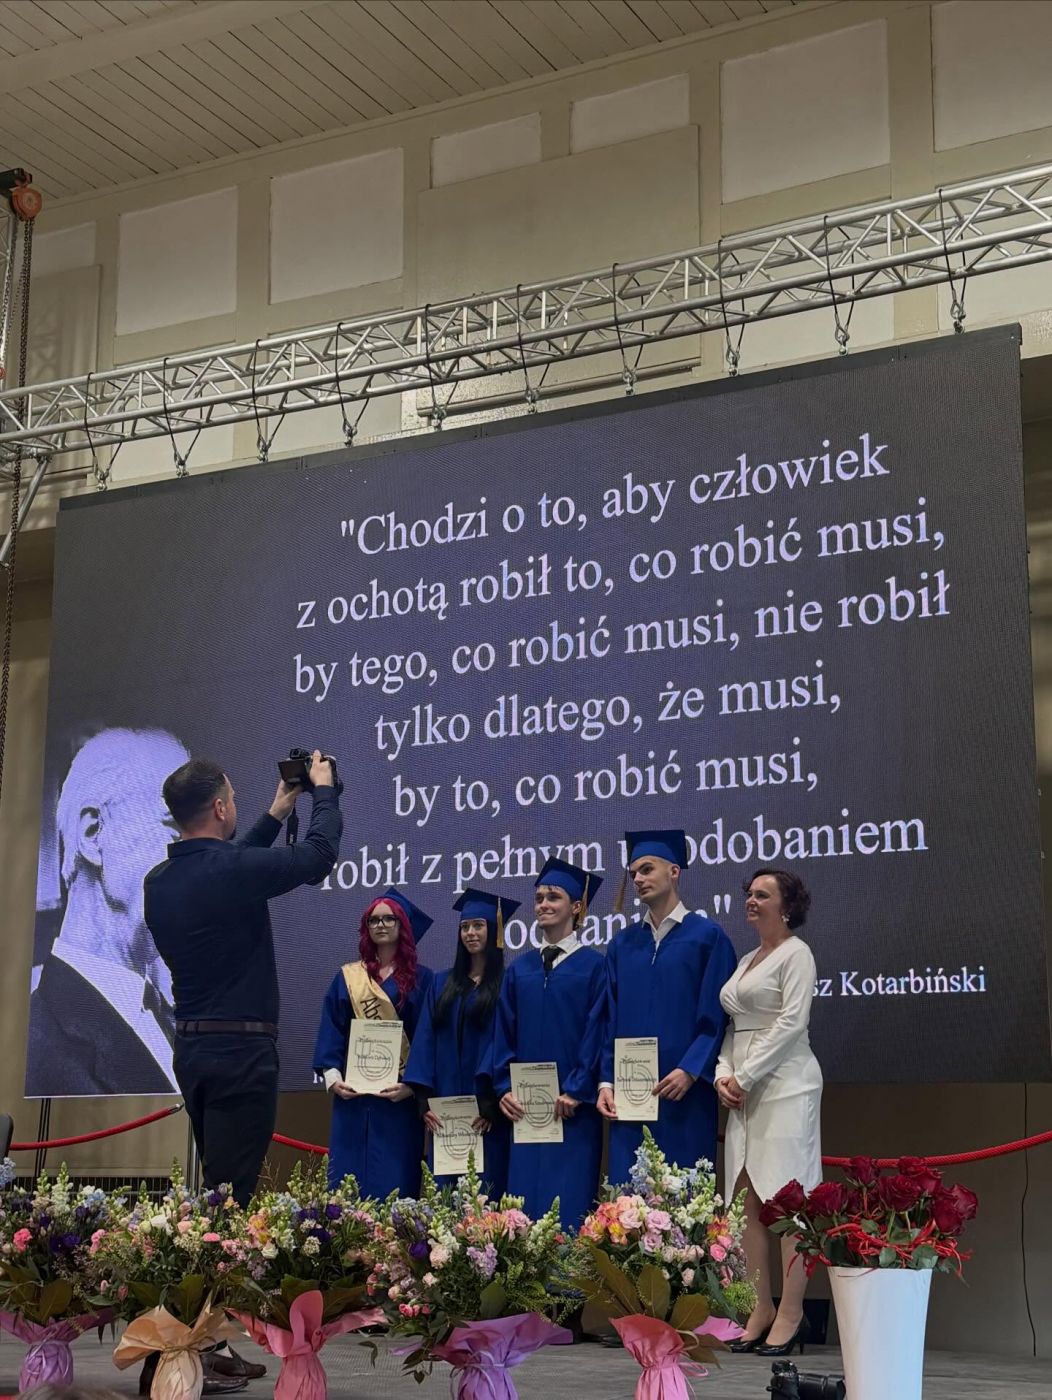 "Chodzi o to, aby człowiek
z ochotą robił to, co robić musi,
by tego, co robić musi, nie robił
tylko dlatego, że musi,
by to, co robić musi,
robił z pełnym
Kotarbiński